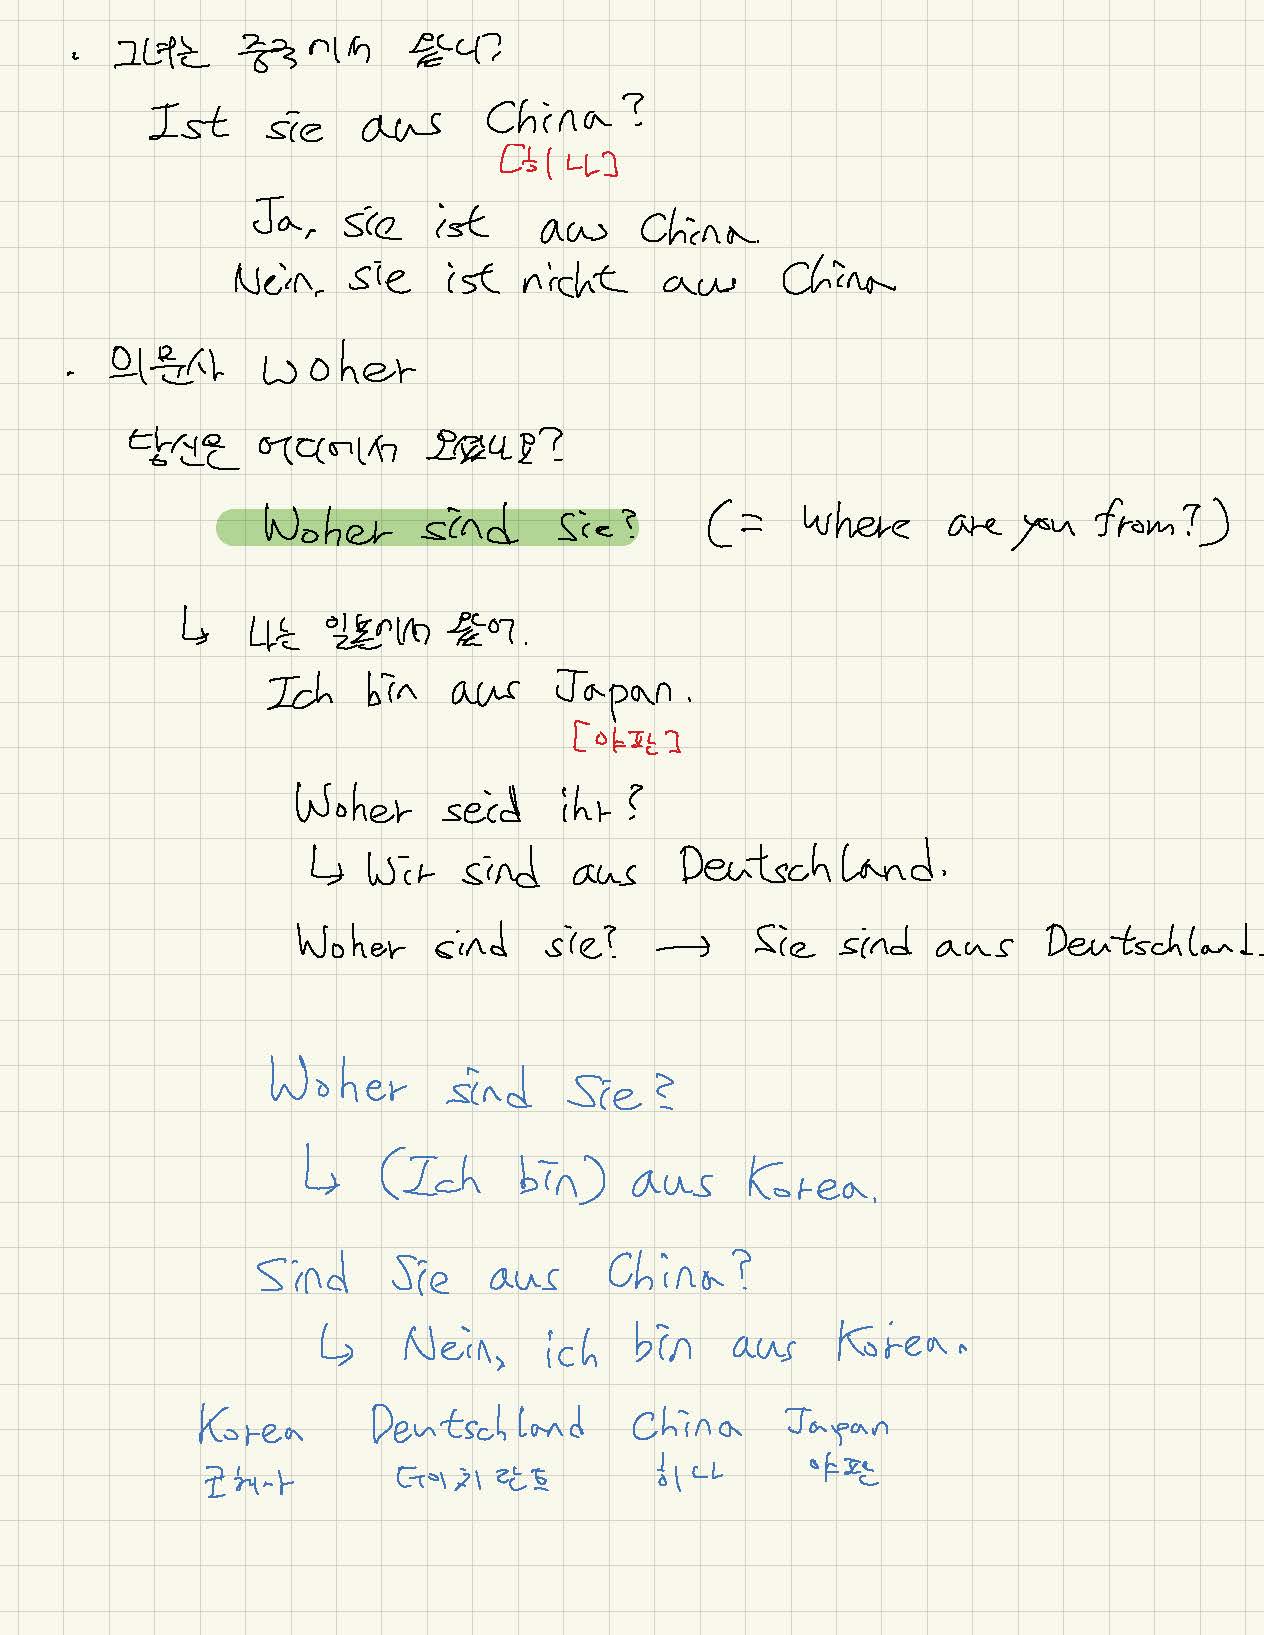 · 그녀는 중국에서 왔니?
Ist sie aus China?
[히나]
Ja, sie ist aus China.
Nein, sie ist nicht aus China
· 의문사 woher
당신은 어디에서 오셨나요?
Woher sind Sie? (= Where are you from?)
↳ 나는 일본에서 왔어.
Ich bin aus Japan.
[야판]
Woher seid ihr?
↳ Wir sind aus Deutschland.
Woher sind sie? → Sie sind aus Deutschland.
Woher sind Sie?
↳ (Ich bin) aus Korea.
Sind Sie aus China?
↳ Nein, ich bin aus Korea.
Korea Deutschland China Japan
코헤아 더이치란트 히나 야판